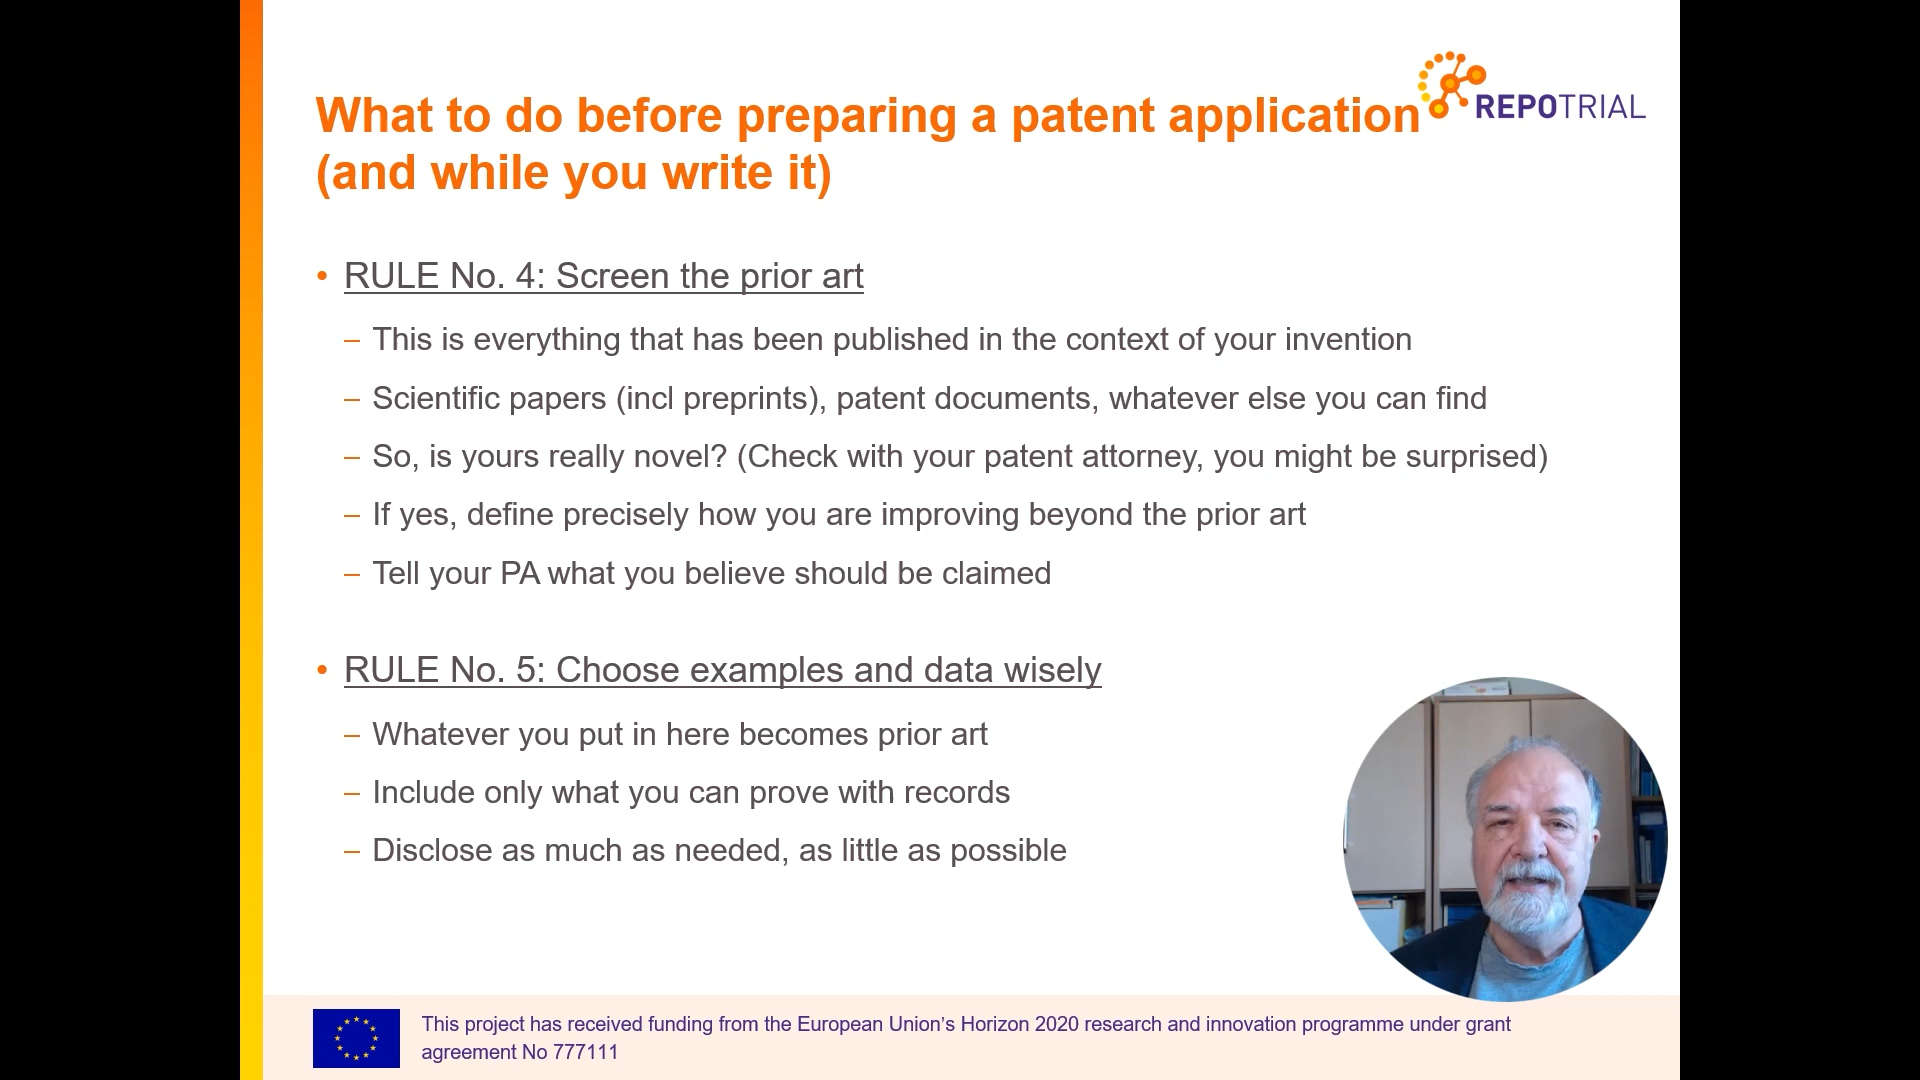 What to do before preparing a patent application
(and while you write it)
REPOTRIAL
• RULE No. 4: Screen the prior art
– This is everything that has been published in the context of your invention
– Scientific papers (incl preprints), patent documents, whatever else you can find
– So, is yours really novel? (Check with your patent attorney, you might be surprised)
– If yes, define precisely how you are improving beyond the prior art
– Tell your PA what you believe should be claimed
• RULE No. 5: Choose examples and data wisely
– Whatever you put in here becomes prior art
– Include only what you can prove with records
– Disclose as much as needed, as little as possible
This project has received funding from the European Union’s Horizon 2020 research and innovation programme under grant
agreement No 777111